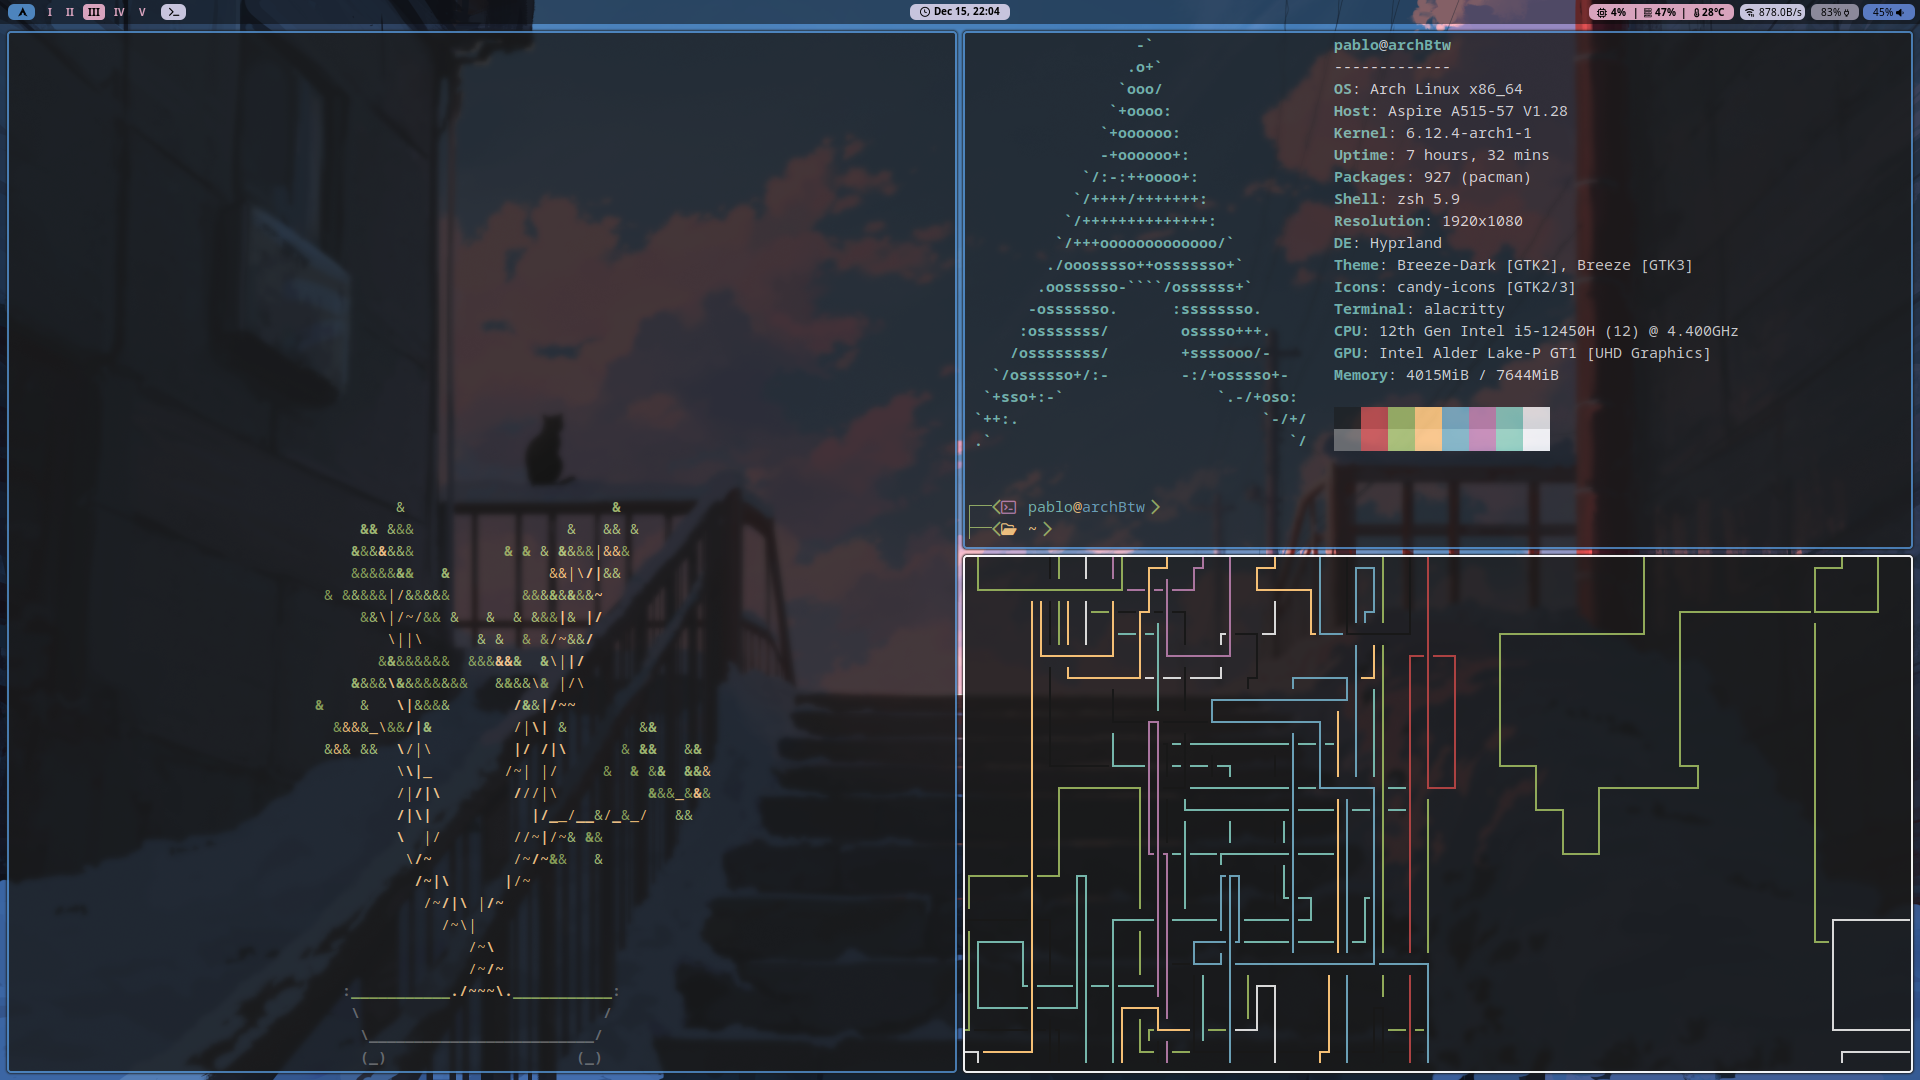 I II III IV V
Dec 15, 22:04
4% | 47% | 28°C 878.0B/s 83% 45%
pablo@archBtw
-------------
OS: Arch Linux x86_64
Host: Aspire A515-57 V1.28
Kernel: 6.12.4-arch1-1
Uptime: 7 hours, 32 mins
Packages: 927 (pacman)
Shell: zsh 5.9
Resolution: 1920x1080
DE: Hyprland
Theme: Breeze-Dark [GTK2], Breeze [GTK3]
Icons: candy-icons [GTK2/3]
Terminal: alacritty
CPU: 12th Gen Intel i5-12450H (12) @ 4.400GHz
GPU: Intel Alder Lake-P GT1 [UHD Graphics]
Memory: 4015MiB / 7644MiB
pablo@archBtw
~